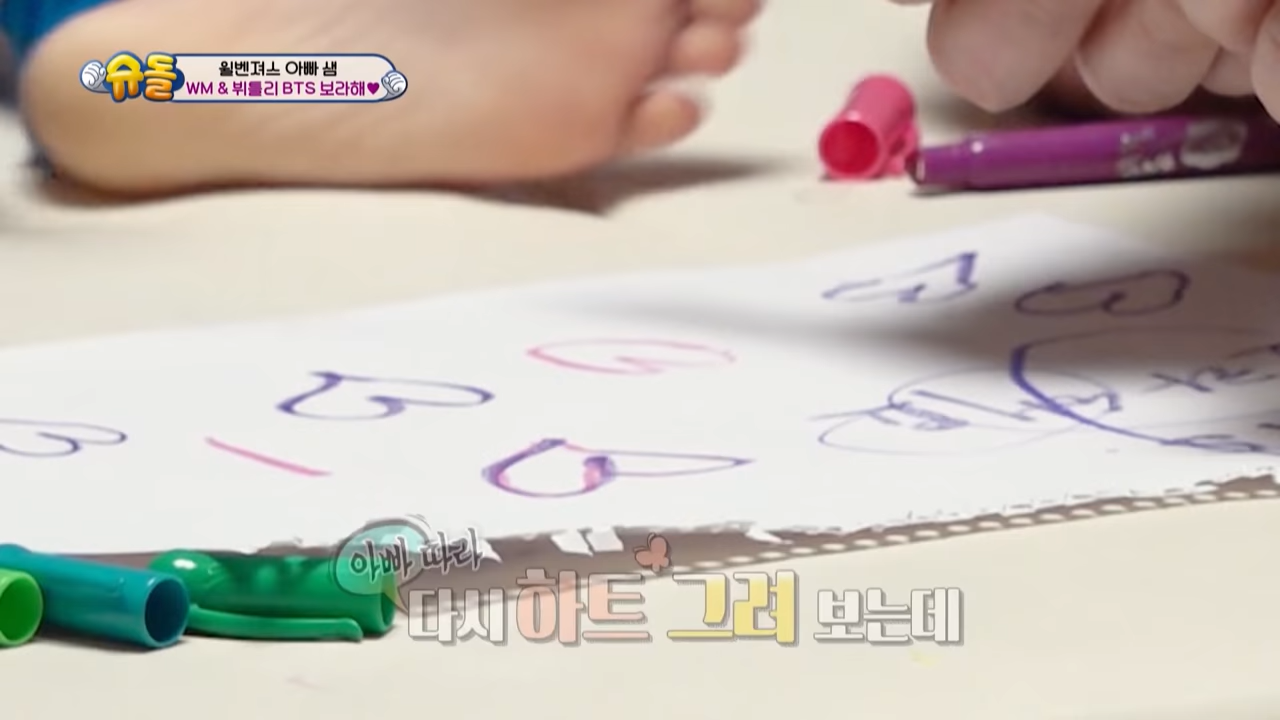 슈돌
윌벤져스 아빠 샘
WM & 뷔틀리 BTS 보라해♥
아빠 따라
다시 하트 그려 보는데